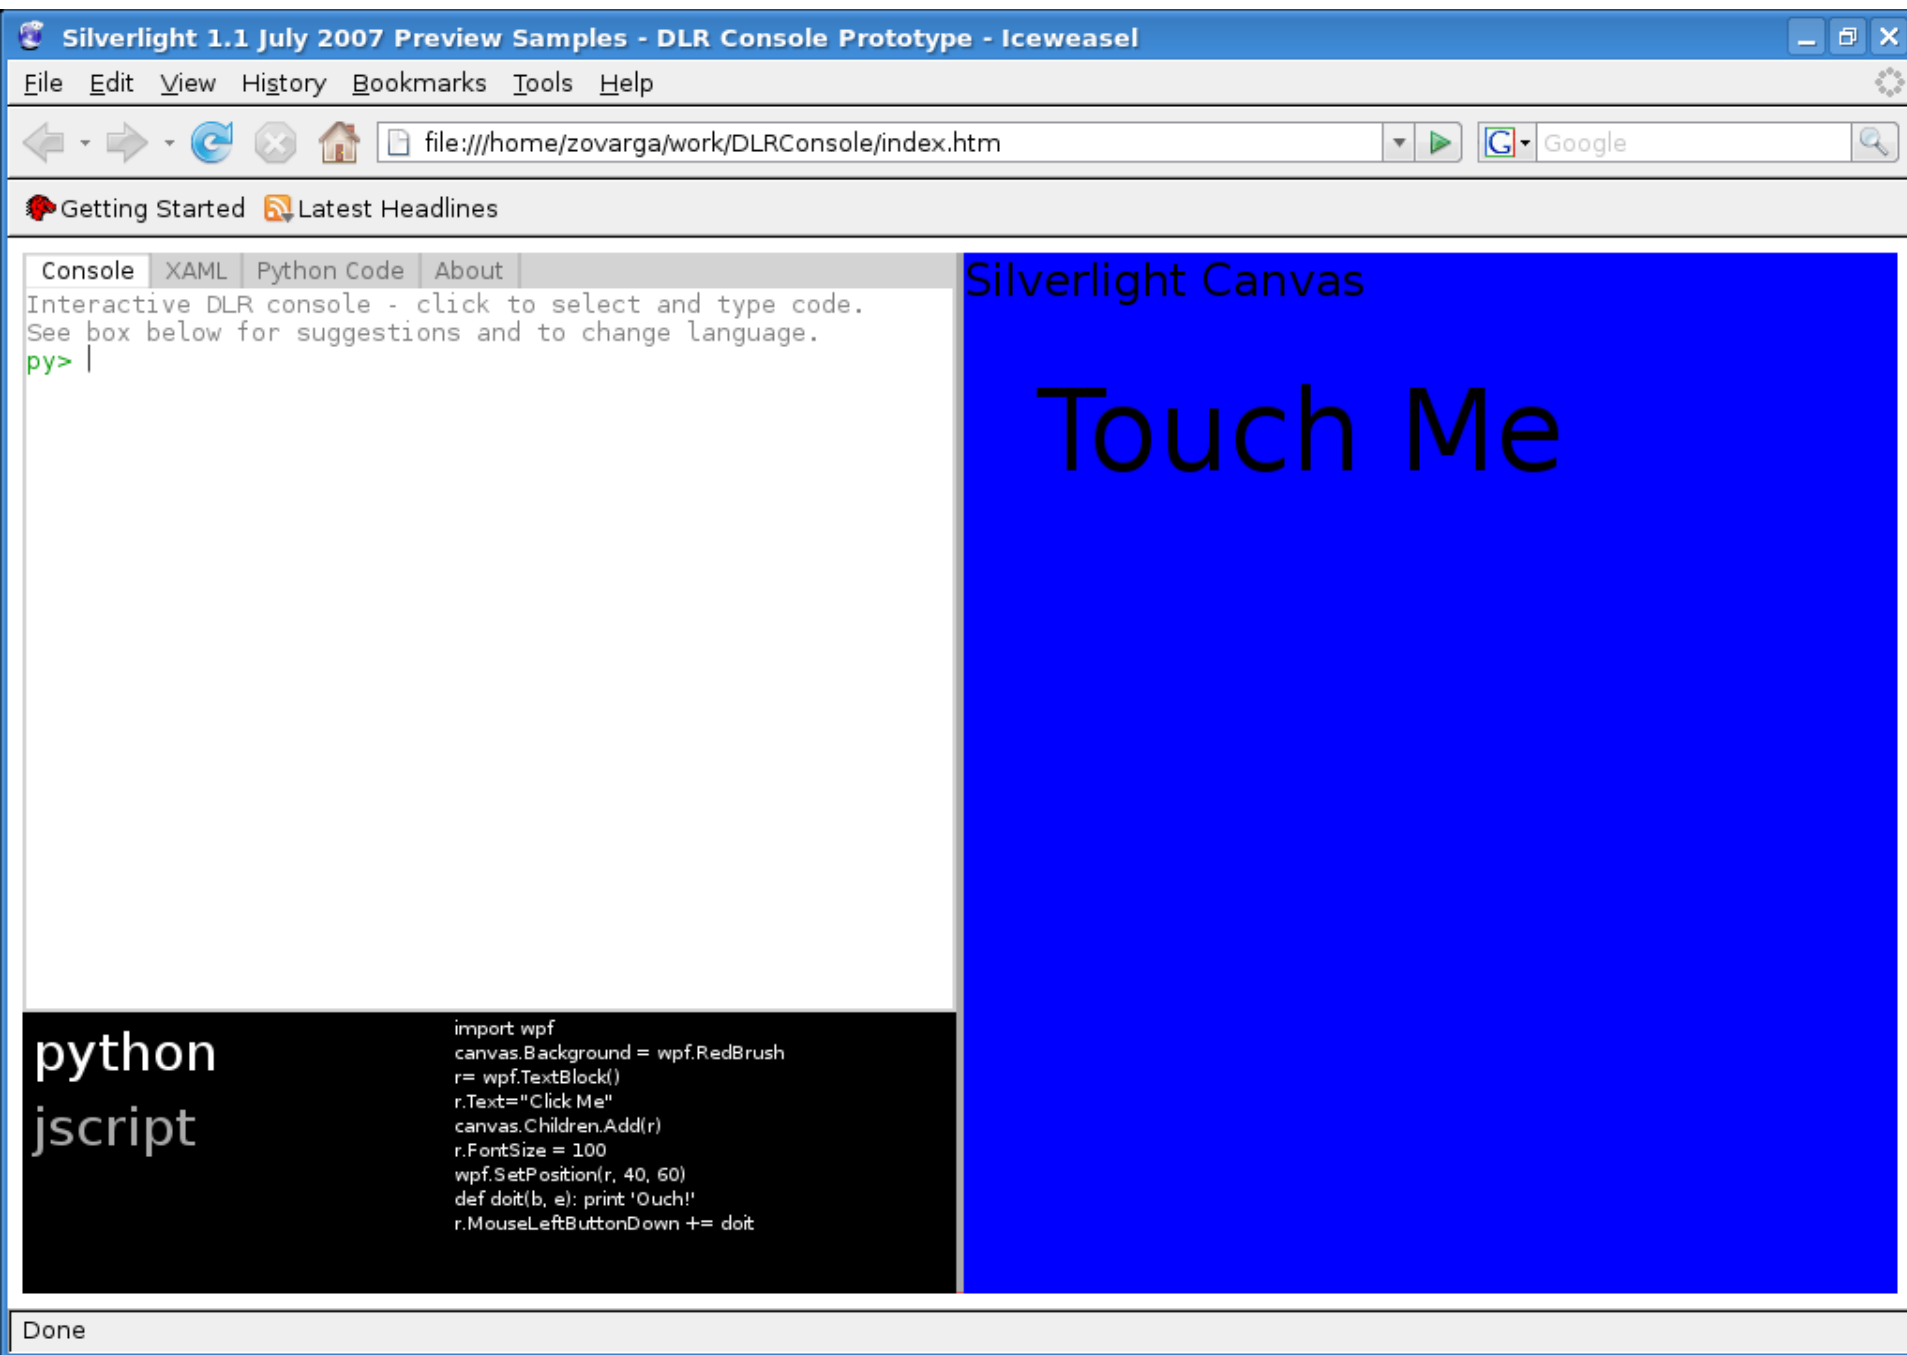 Silverlight 1.1 July 2007 Preview Samples - DLR Console Prototype - Iceweasel
File Edit View History Bookmarks Tools Help
file:///home/zovarga/work/DLRConsole/index.htm
G Google
Getting Started Latest Headlines
Console XAML Python Code About
Interactive DLR console - click to select and type code.
See box below for suggestions and to change language.
py>
Silverlight Canvas
Touch Me
python
jscript
import wpf
canvas.Background = wpf.RedBrush
r= wpf.TextBlock()
r.Text="Click Me"
canvas.Children.Add(r)
r.FontSize = 100
wpf.SetPosition(r, 40, 60)
def doit(b, e): print 'Ouch!'
r.MouseLeftButtonDown += doit
Done